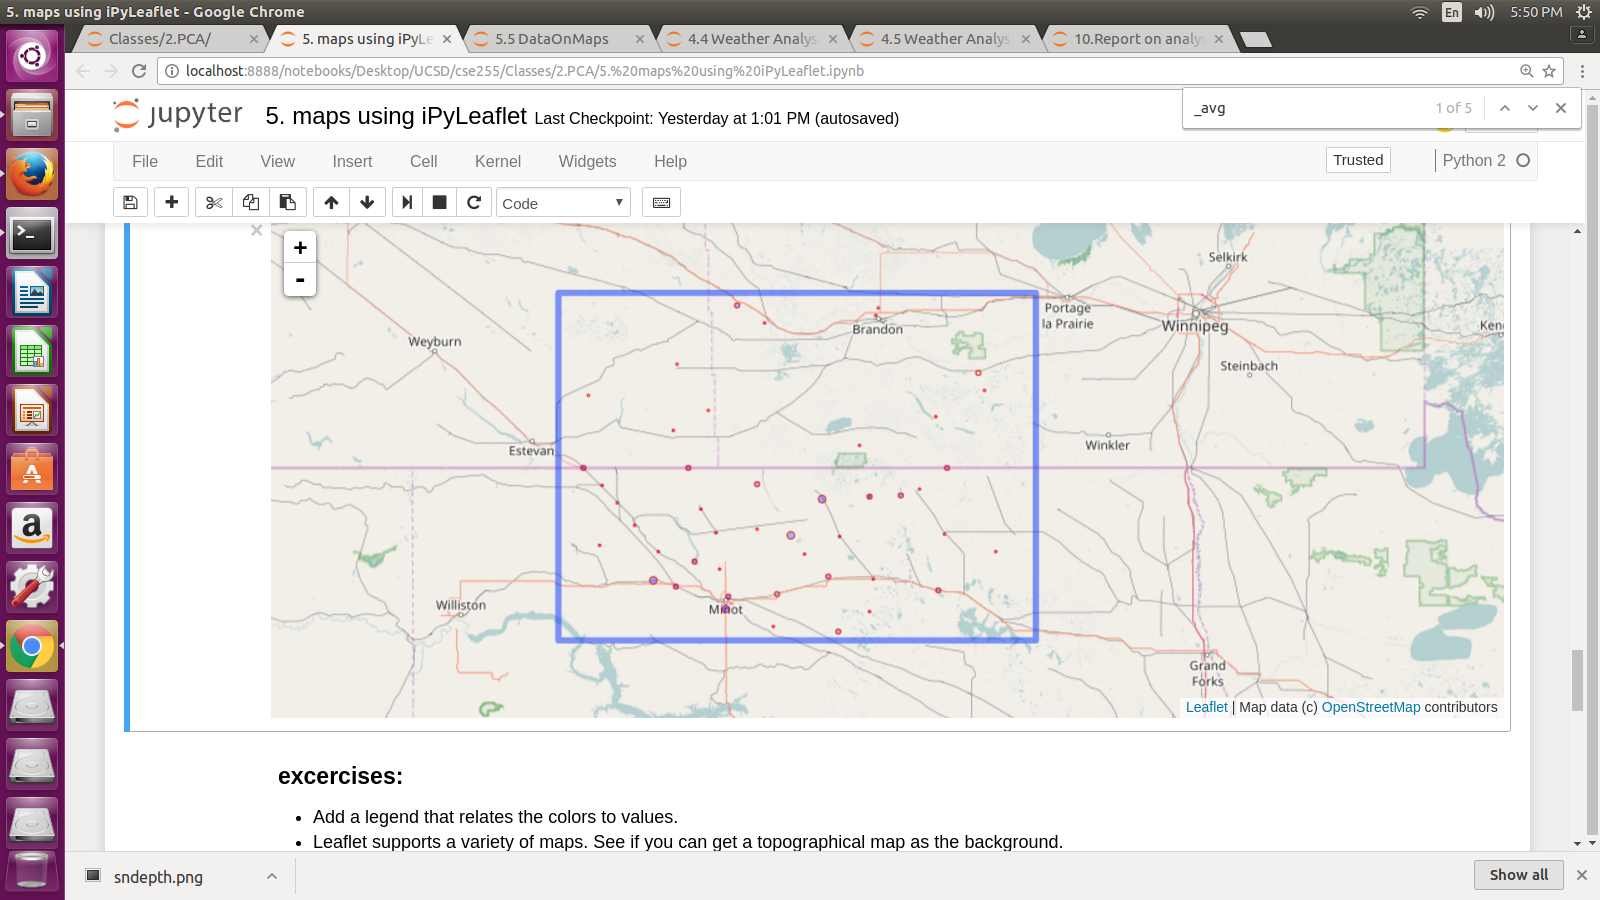 5. maps using iPyLeaflet - Google Chrome
En
5:50 PM
Classes/2.PCA/
5. maps using iPyLe
5.5 DataOnMaps
4.4 Weather Analys
4.5 Weather Analys
10.Report on analys
localhost:8888/notebooks/Desktop/UCSD/cse255/Classes/2.PCA/5.%20maps%20using%20iPyLeaflet.ipynb
_avg
1 of 5
jupyter
5. maps using iPyLeaflet
Last Checkpoint: Yesterday at 1:01 PM (autosaved)
File
Edit
View
Insert
Cell
Kernel
Widgets
Help
Trusted
Python 2
Code
+
-
Selkirk
Portage
la Prairie
Winnipeg
Ken
Brandon
Weyburn
Steinbach
Winkler
Estevan
Williston
Minot
Grand
Forks
Leaflet | Map data (c) OpenStreetMap contributors
excercises:
• Add a legend that relates the colors to values.
• Leaflet supports a variety of maps. See if you can get a topographical map as the background.
sndepth.png
Show all